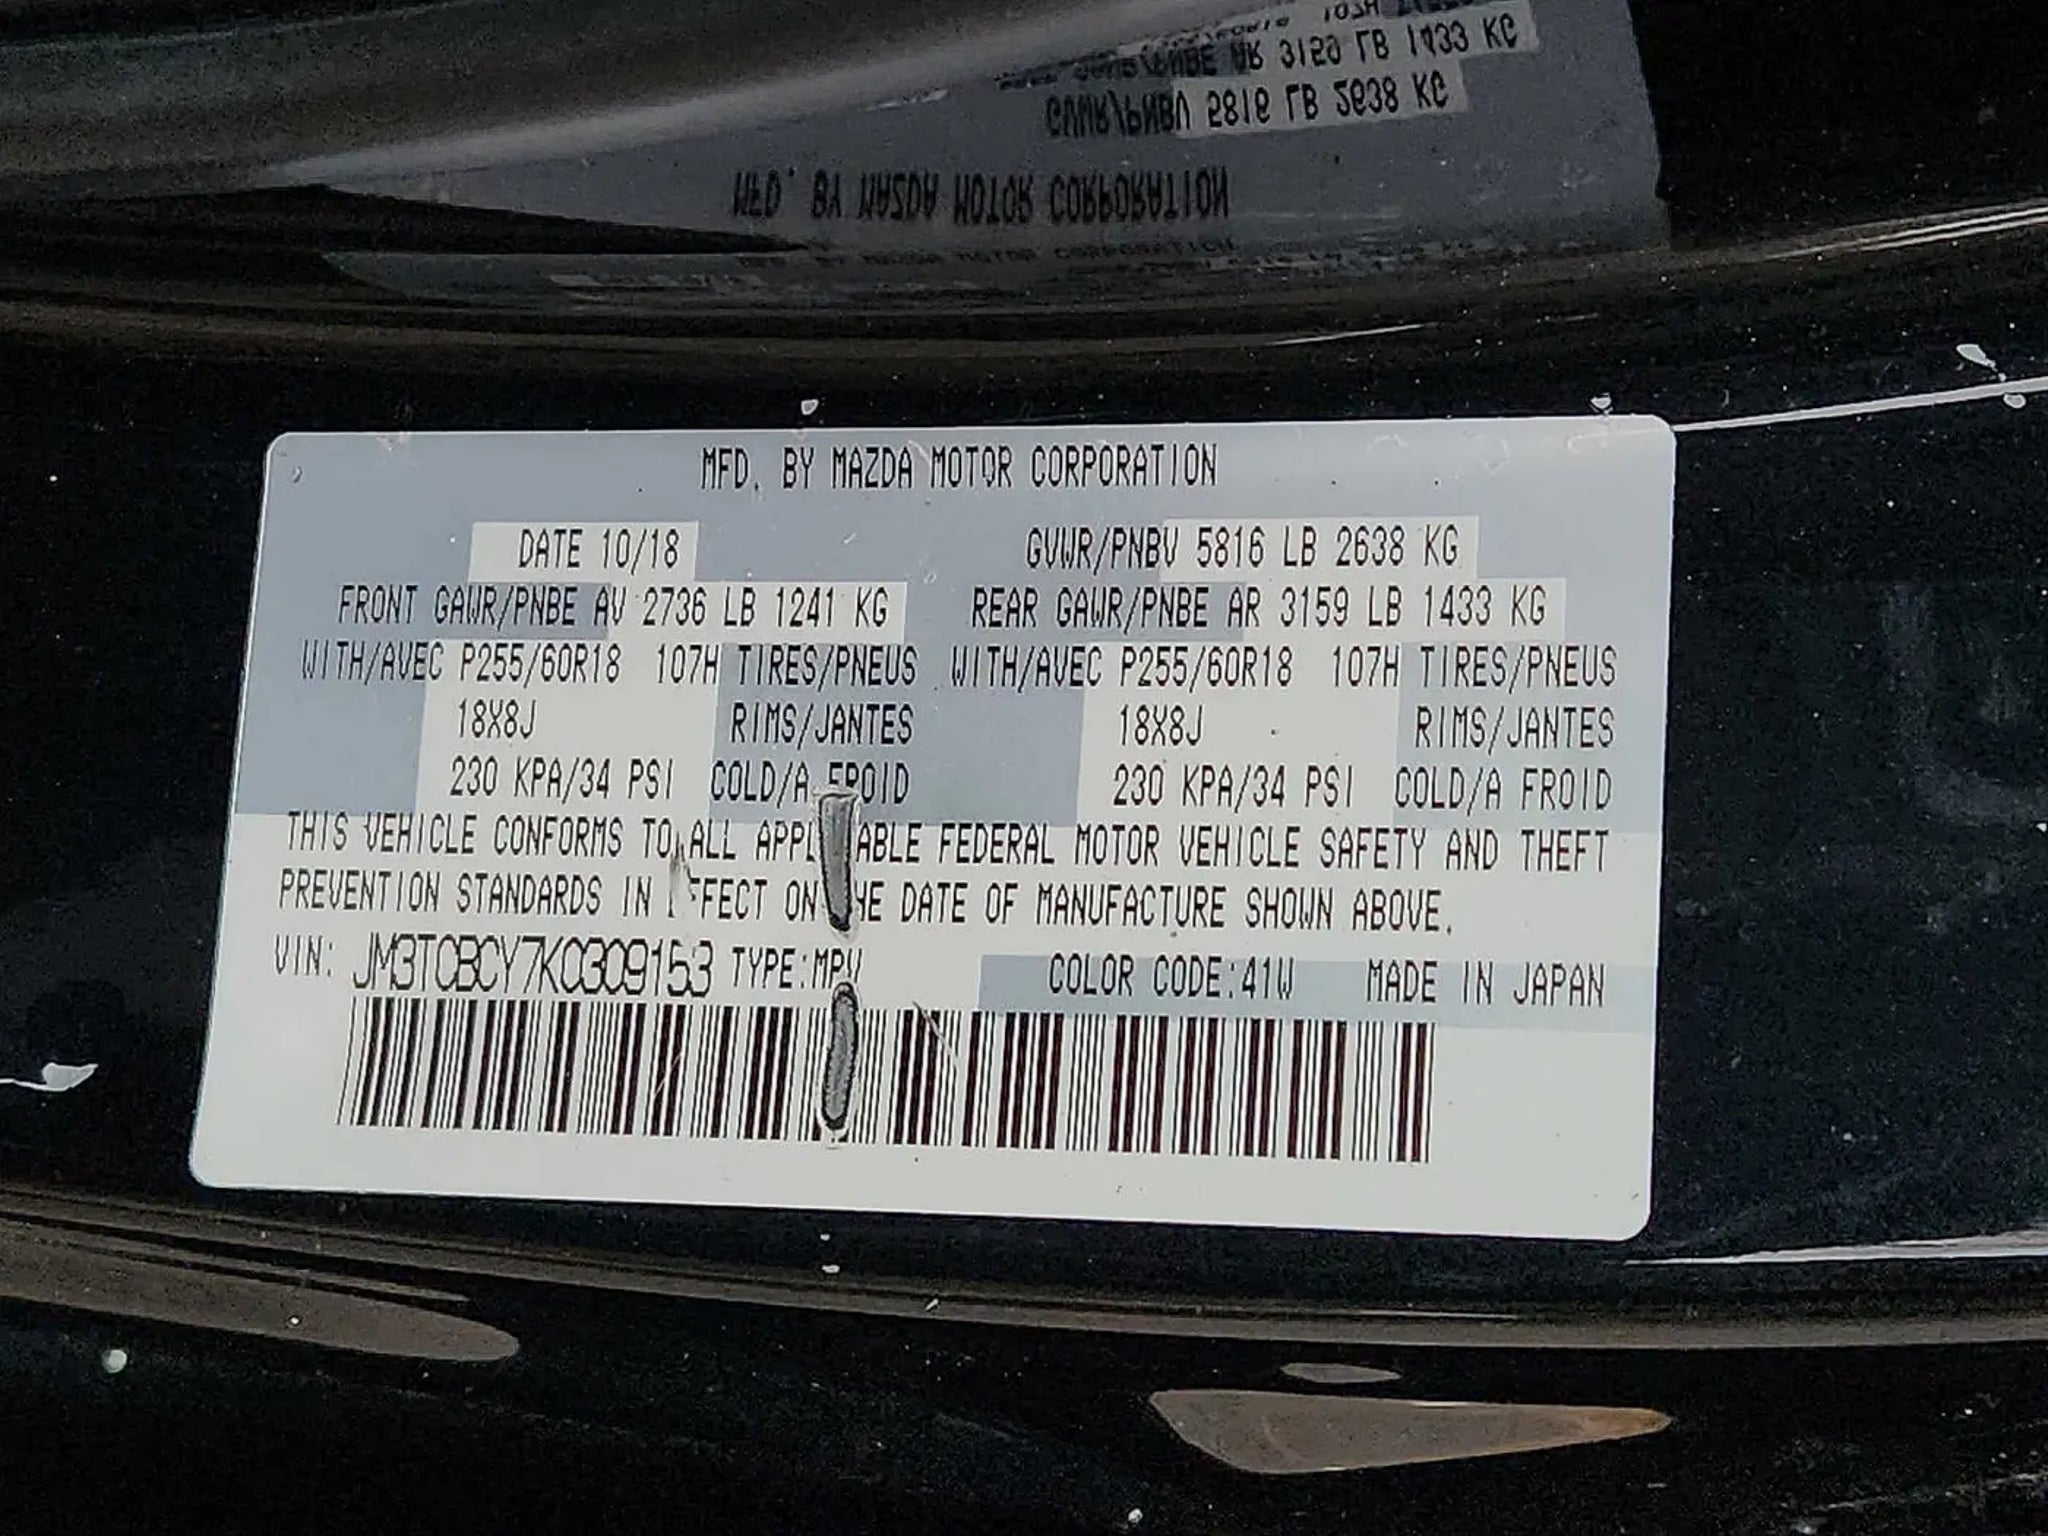 MFD. BY MAZDA MOTOR CORPORATION
DATE 10/18 GVWR/PNBV 5816 LB 2638 KG
FRONT GAWR/PNBE AV 2736 LB 1241 KG REAR GAWR/PNBE AR 3159 LB 1433 KG
WITH/AVEC P255/60R18 107H TIRES/PNEUS WITH/AVEC P255/60R18 107H TIRES/PNEUS
18X8J RIMS/JANTES 18X8J RIMS/JANTES
230 KPA/34 PSI COLD/A FROID 230 KPA/34 PSI COLD/A FROID
THIS VEHICLE CONFORMS TO ALL APPLICABLE FEDERAL MOTOR VEHICLE SAFETY AND THEFT
PREVENTION STANDARDS IN EFFECT ON THE DATE OF MANUFACTURE SHOWN ABOVE.
VIN: JM3TCBCY7K0309153 TYPE:MPV COLOR CODE:41W MADE IN JAPAN